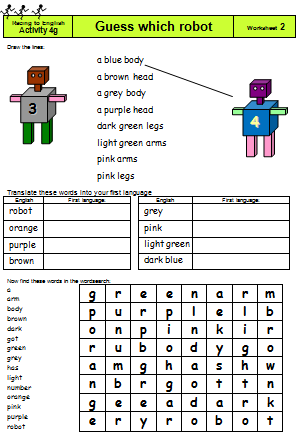 Racing to English
Activity 4g
Guess which robot
Worksheet 2
Draw the lines:
a blue body
a brown head
a grey body
a purple head
dark green legs
light green arms
pink arms
pink legs
3
4
Translate these words into your first language
English First language:
robot
orange
purple
brown
English First language:
grey
pink
light green
dark blue
Now find these words in the wordsearch:
a
arm
body
brown
dark
got
green
grey
has
light
number
orange
pink
purple
robot
g r e e n a r m
p u r p l e l b
o n p i n k i r
r u b o d y g o
a m g h a s h w
n b r g o t t n
g e e a d a r k
e r y r o b o t